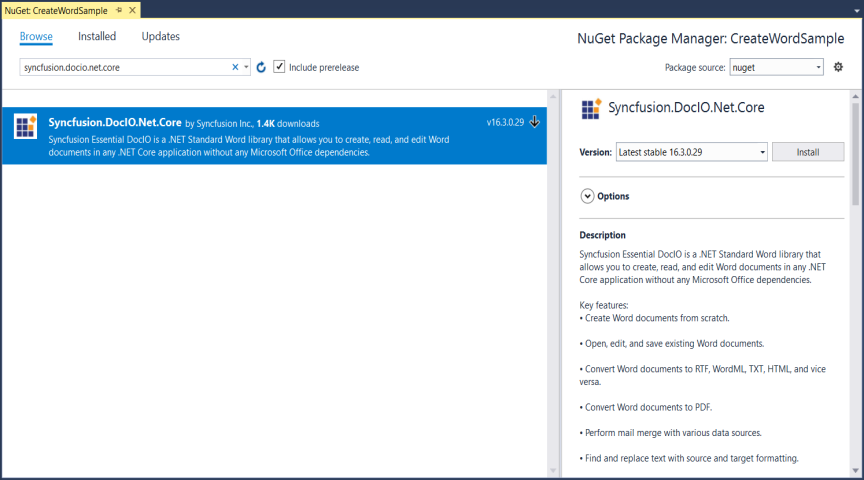 NuGet: CreateWordSample
Browse
Installed
Updates
NuGet Package Manager: CreateWordSample
syncfusion.docio.net.core
Include prerelease
Package source:
nuget
Syncfusion.DocIO.Net.Core by Syncfusion Inc., 1.4K downloads
v16.3.0.29
Syncfusion Essential DocIO is a .NET Standard Word library that allows you to create, read, and edit Word
documents in any .NET Core application without any Microsoft Office dependencies.
Syncfusion.DocIO.Net.Core
Version:
Latest stable 16.3.0.29
Install
Options
Description
Syncfusion Essential DocIO is a .NET Standard Word library that
allows you to create, read, and edit Word documents in any .NET
Core application without any Microsoft Office dependencies.
Key features:
• Create Word documents from scratch.
• Open, edit, and save existing Word documents.
• Convert Word documents to RTF, WordML, TXT, HTML, and vice
versa.
• Convert Word documents to PDF.
• Perform mail merge with various data sources.
• Find and replace text with source and target formatting.